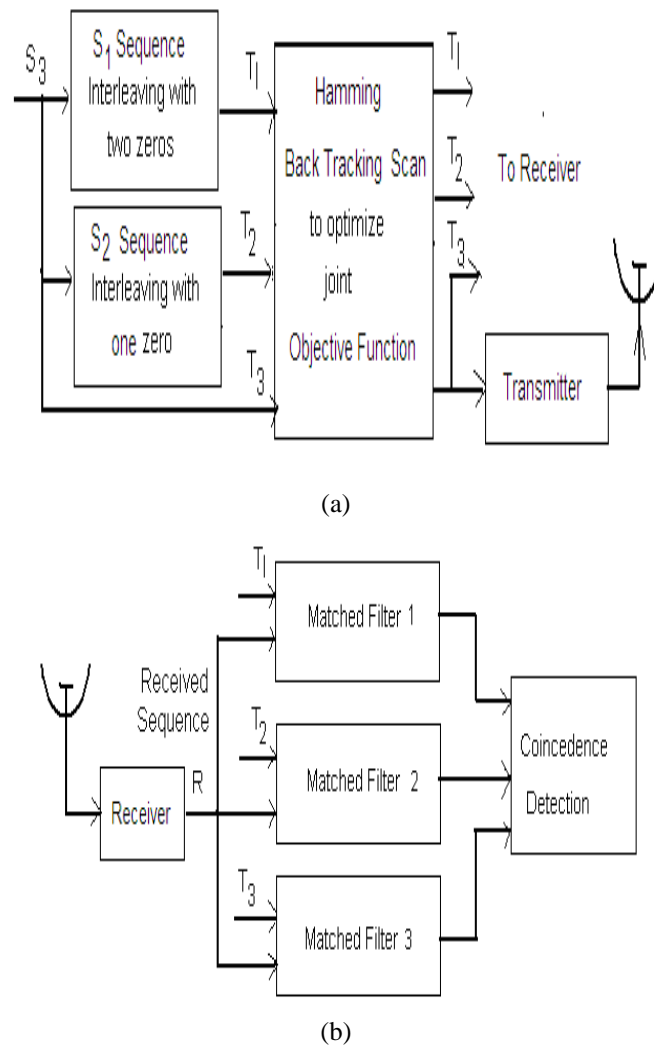 S3
S1 Sequence
Interleaving with
two zeros
T1
S2 Sequence
Interleaving with
one zero
T2
T3
Hamming
Back Tracking Scan
to optimize
joint
Objective Function
T1
T2
T3
To Receiver
Transmitter
(a)
Received
Sequence
Receiver
R
T1
Matched Filter 1
T2
Matched Filter 2
T3
Matched Filter 3
Coincedence
Detection
(b)